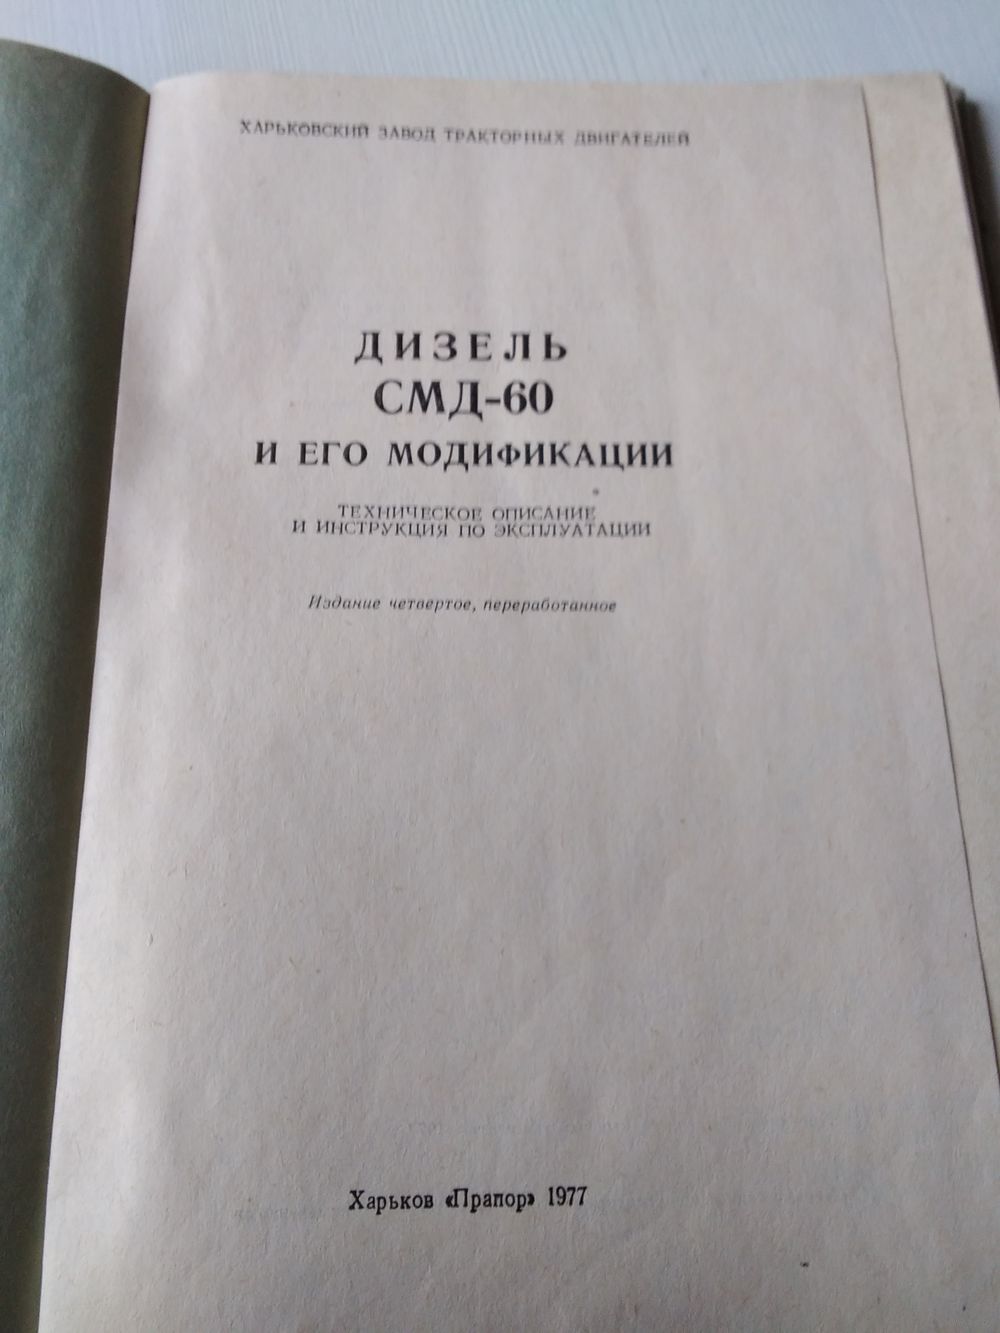 ХАРЬКОВСКИЙ ЗАВОД ТРАКТОРНЫХ ДВИГАТЕЛЕЙ
ДИЗЕЛЬ
СМД-60
И ЕГО МОДИФИКАЦИИ
ТЕХНИЧЕСКОЕ ОПИСАНИЕ
И ИНСТРУКЦИЯ ПО ЭКСПЛУАТАЦИИ
Издание четвертое, переработанное
Харьков «Прапор» 1977